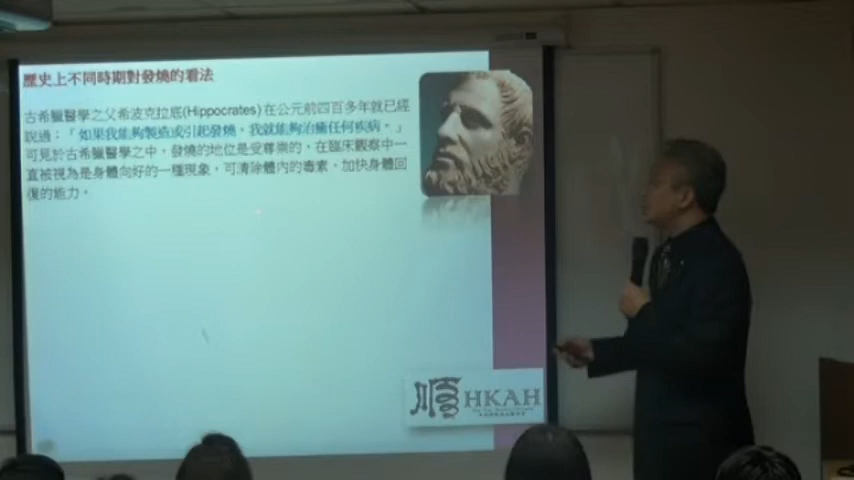 歷史上不同時期對發燒的看法
古希臘醫學之父希波克拉底(Hippocrates)在公元前四百多年就已經
說過：「如果我能夠製造或引起發燒，我就能夠治癒任何疾病。」
可見於古希臘醫學之中，發燒的地位是受尊崇的，在臨床觀察中一
直被視為是身體向好的一種現象，可清除體內的毒素，加快身體回
復的能力。
順 HKAH